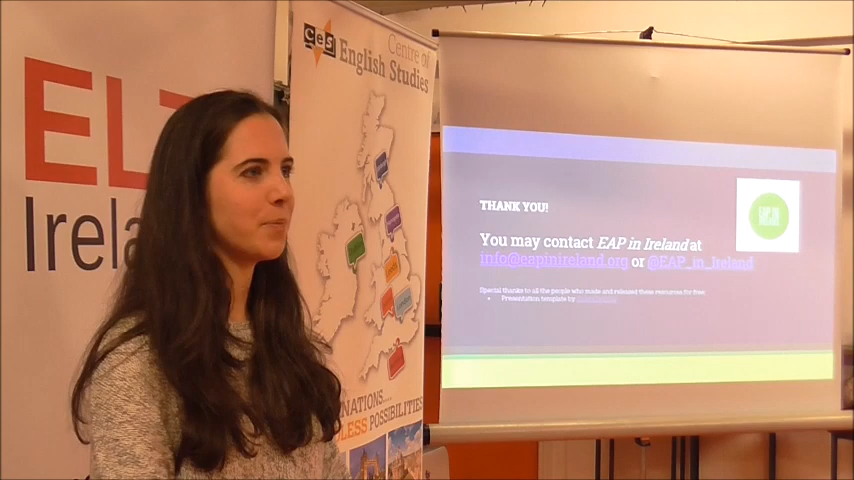 EL
Irela
ces
Centre of
English Studies
NATIONS....
LESS POSSIBILITIES
THANK YOU!
You may contact EAP in Ireland at
info@eapinireland.org or @EAP_in_Ireland
Special thanks to all the people who made and released these resources for free:
Presentation template by